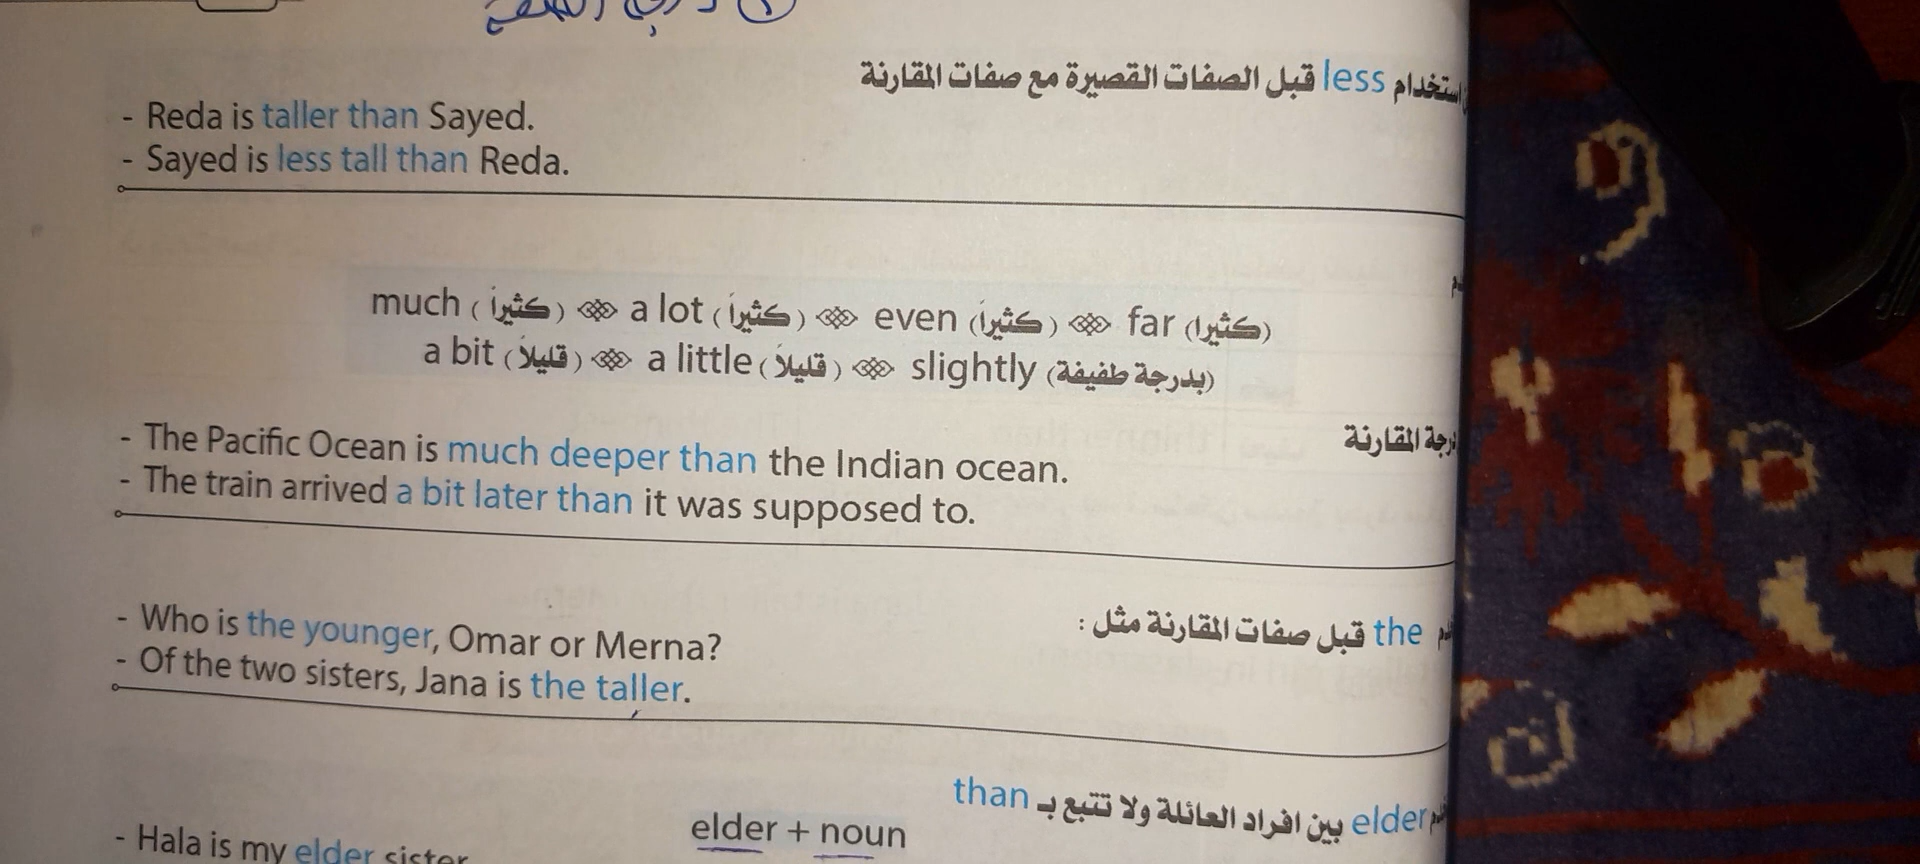 استخدام less قبل الصفات القصيرة مع صفات المقارنة
- Reda is taller than Sayed.
- Sayed is less tall than Reda.
much (كثيراً) a lot (كثيراً) even (كثيراً) far (كثيرا)
a bit (قليلاً) a little (قليلاً) slightly (بدرجة طفيفة)
المقارنة
- The Pacific Ocean is much deeper than the Indian ocean.
- The train arrived a bit later than it was supposed to.
the قبل صفات المقارنة مثل :
- Who is the younger, Omar or Merna?
- Of the two sisters, Jana is the taller.
elder بين افراد العائلة ولا تتبع بـ than
elder + noun
- Hala is my elder sister